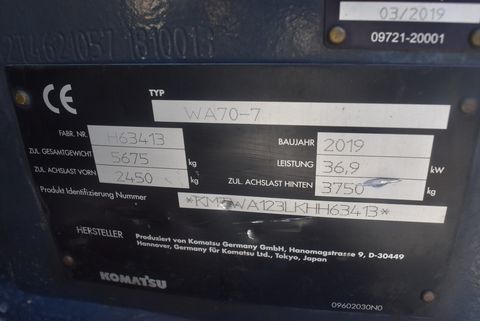 03/2019
09721-20001
2T4624057 1810013
CE
TYP
WA70-7
FABR. NR. H63413
BAUJAHR 2019
ZUL. GESAMTGEWICHT 5675 kg
LEISTUNG 36,9 kW
ZUL. ACHSLAST VORN 2450 kg
ZUL. ACHSLAST HINTEN 3750 kg
Produkt Identifizierung Nummer
HERSTELLER
Produziert von Komatsu Germany GmbH, Hanomagstrasse 9, D-30449
Hannover, Germany für Komatsu Ltd., Tokyo, Japan
KOMATSU
09602030N0